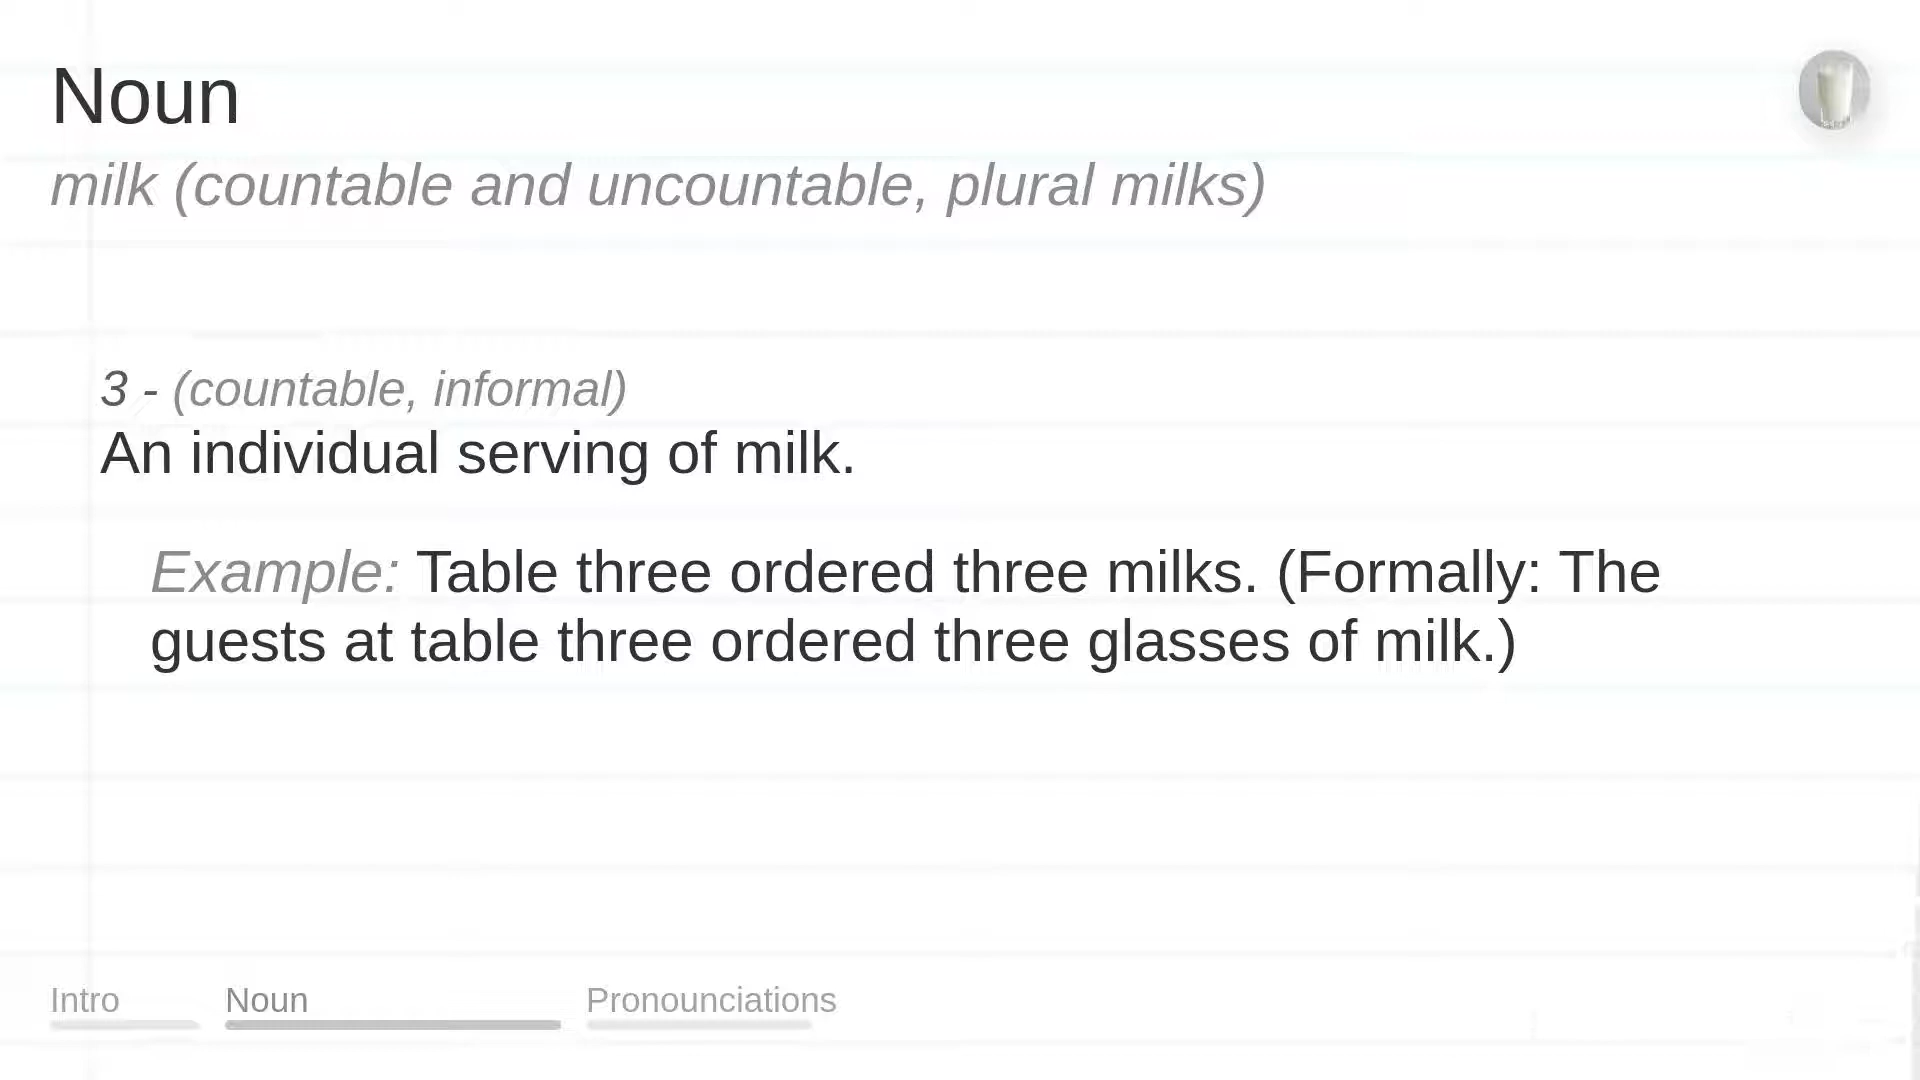 Noun
milk (countable and uncountable, plural milks)
3 - (countable, informal)
An individual serving of milk.
Example: Table three ordered three milks. (Formally: The
guests at table three ordered three glasses of milk.)
Intro Noun Pronounciations